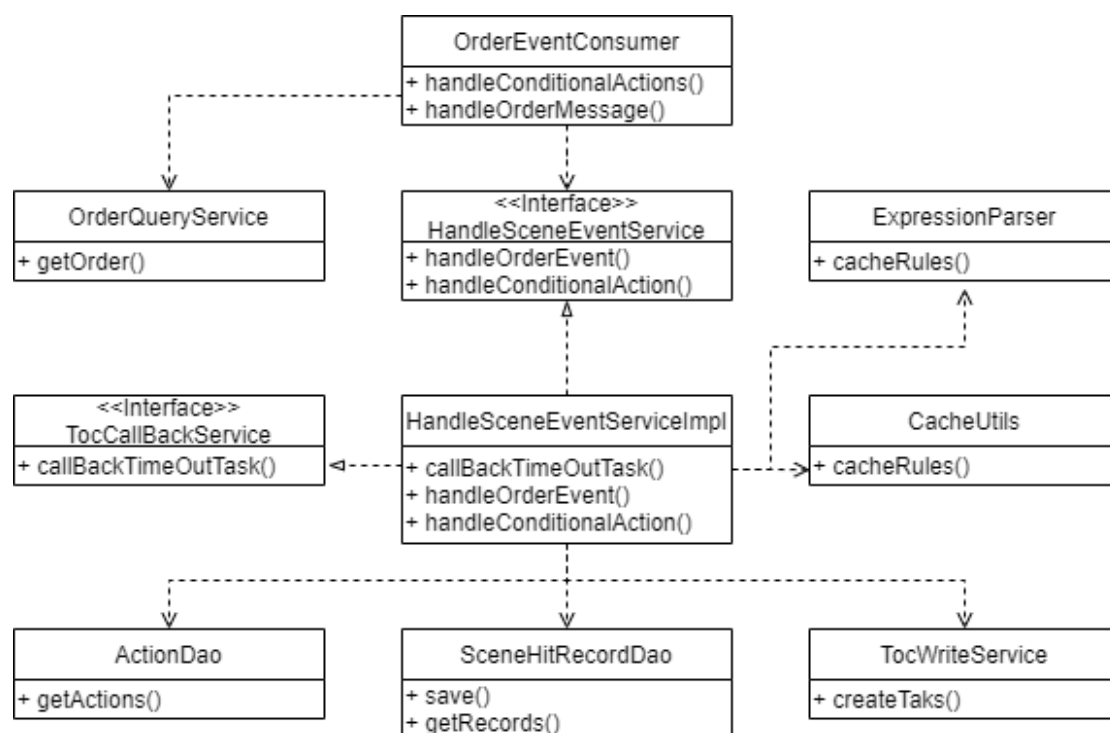 OrderEventConsumer
+ handleConditionalActions()
+ handleOrderMessage()
OrderQueryService
+ getOrder()
<<Interface>>
HandleSceneEventService
+ handleOrderEvent()
+ handleConditionalAction()
ExpressionParser
+ cacheRules()
<<Interface>>
TocCallBackService
+ callBackTimeOutTask()
HandleSceneEventServiceImpl
+ callBackTimeOutTask()
+ handleOrderEvent()
+ handleConditionalAction()
CacheUtils
+ cacheRules()
ActionDao
+ getActions()
SceneHitRecordDao
+ save()
+ getRecords()
TocWriteService
+ createTaks()